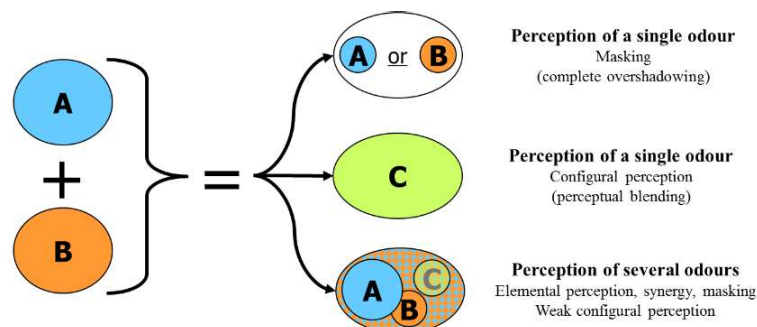 A
+
B
=
A or B
Perception of a single odour
Masking
(complete overshadowing)
C
Perception of a single odour
Configural perception
(perceptual blending)
A
B
C
Perception of several odours
Elemental perception, synergy, masking
Weak configural perception